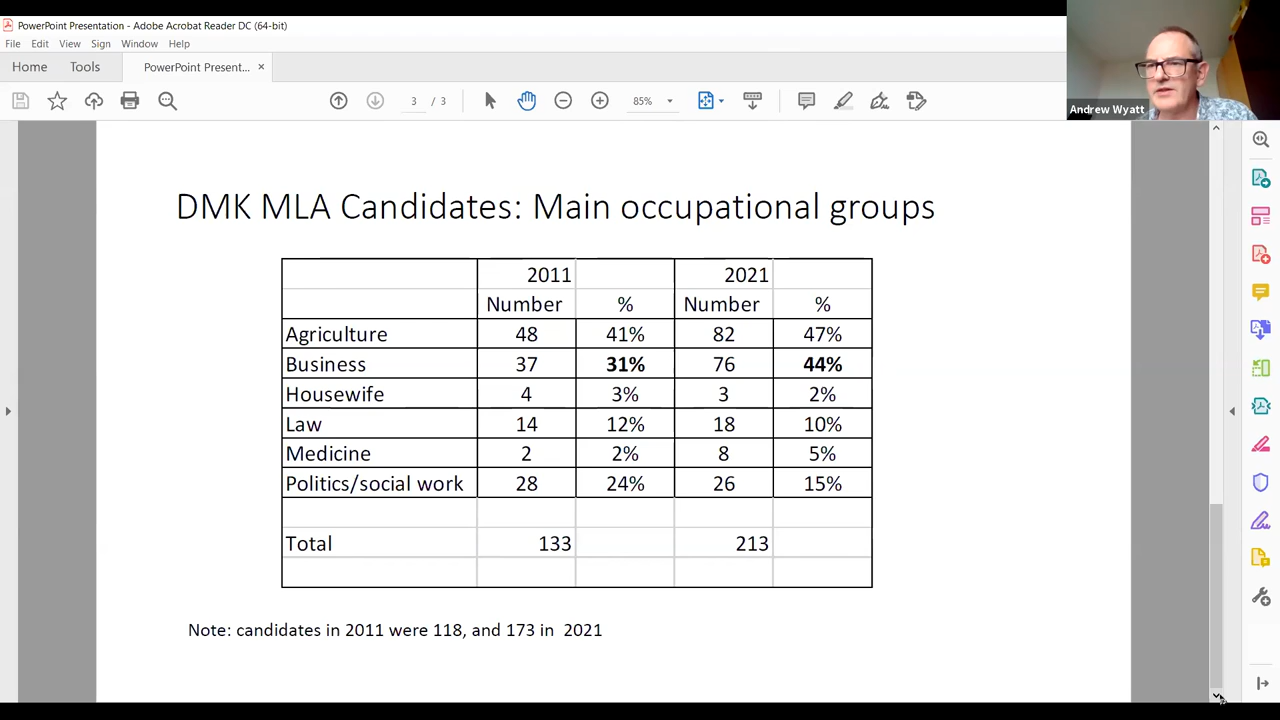 PowerPoint Presentation - Adobe Acrobat Reader DC (64-bit)
File Edit View Sign Window Help
Home Tools PowerPoint Present... ×
3 / 3 85%
Andrew Wyatt
DMK MLA Candidates: Main occupational groups
2011 2021
Number % Number %
Agriculture 48 41% 82 47%
Business 37 31% 76 44%
Housewife 4 3% 3 2%
Law 14 12% 18 10%
Medicine 2 2% 8 5%
Politics/social work 28 24% 26 15%
Total 133 213
Note: candidates in 2011 were 118, and 173 in 2021